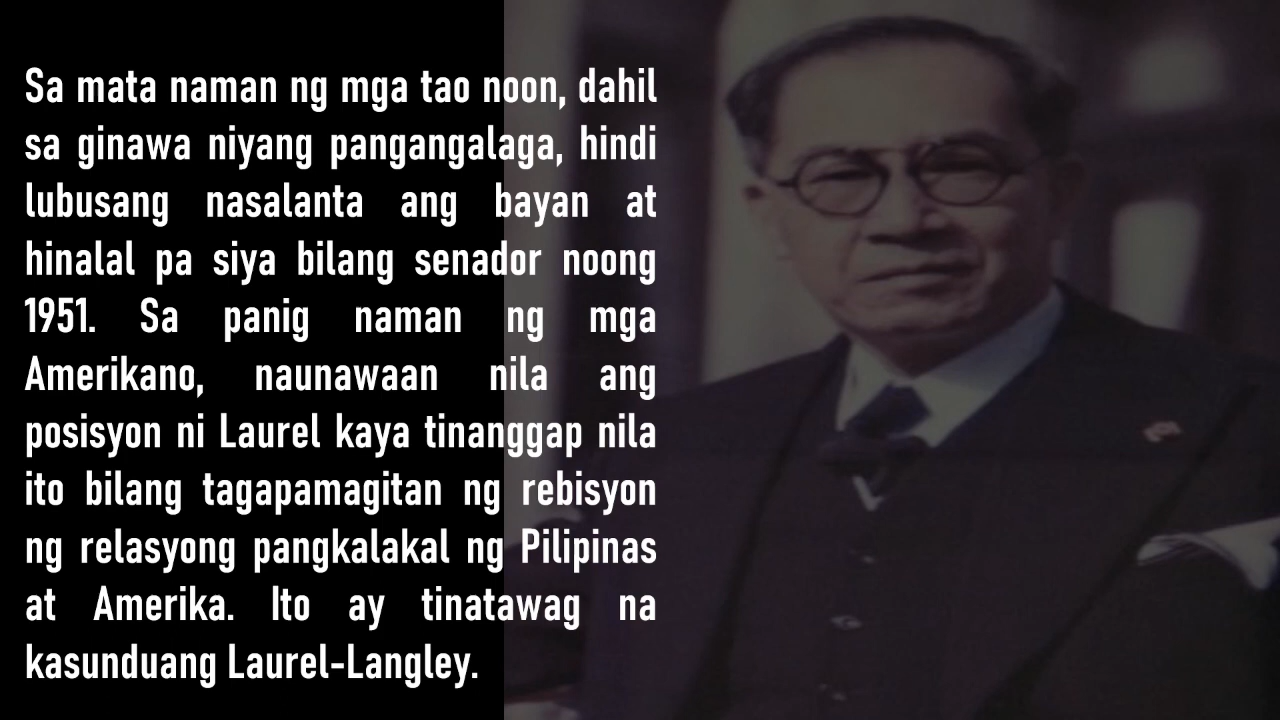 Sa mata naman ng mga tao noon, dahil
sa ginawa niyang pangangalaga, hindi
lubusang nasalanta ang bayan at
hinalal pa siya bilang senador noong
1951. Sa panig naman ng mga
Amerikano, naunawaan nila ang
posisyon ni Laurel kaya tinanggap nila
ito bilang tagapamagitan ng rebisyon
ng relasyong pangkalakal ng Pilipinas
at Amerika. Ito ay tinatawag na
kasunduang Laurel-Langley.